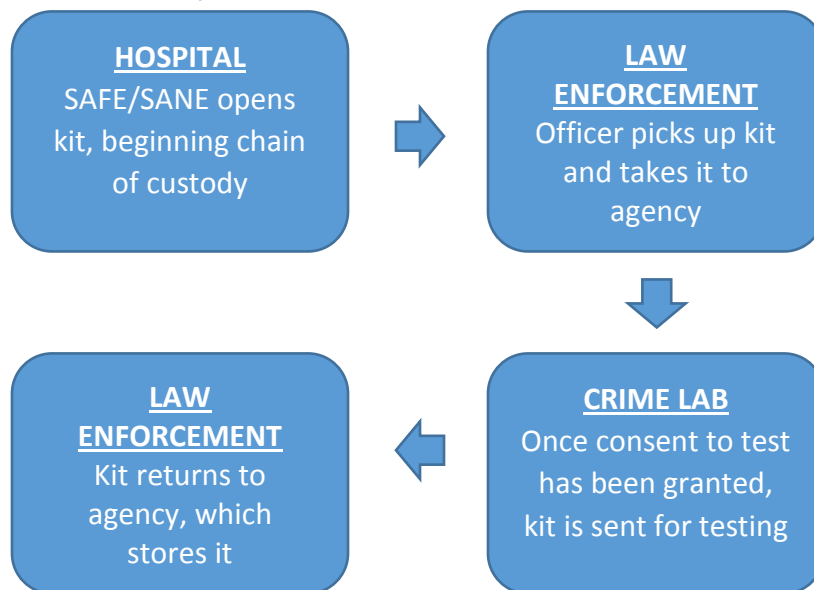 HOSPITAL
SAFE/SANE opens
kit, beginning chain
of custody
LAW
ENFORCEMENT
Officer picks up kit
and takes it to
agency
LAW
ENFORCEMENT
Kit returns to
agency, which
stores it
CRIME LAB
Once consent to test
has been granted,
kit is sent for testing